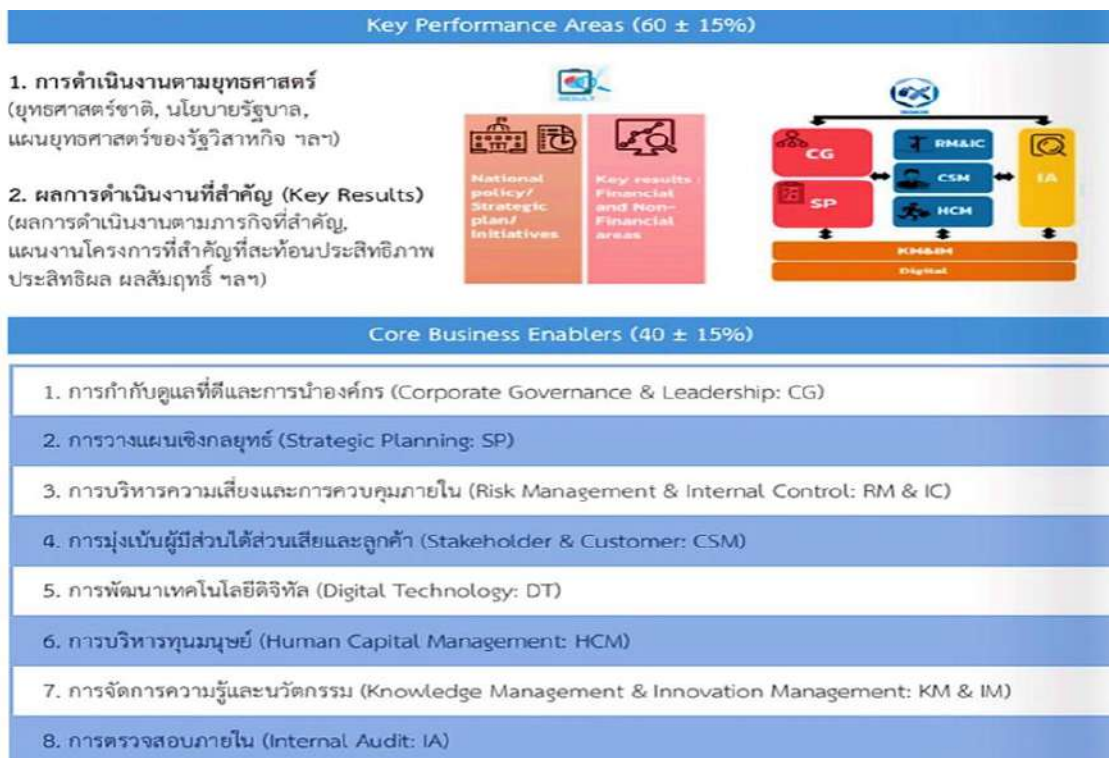 Key Performance Areas (60 ± 15%)
1. การดำเนินงานตามยุทธศาสตร์
(ยุทธศาสตร์ชาติ, นโยบายรัฐบาล,
แผนยุทธศาสตร์ของรัฐวิสาหกิจ ฯลฯ)
2. ผลการดำเนินงานที่สำคัญ (Key Results)
(ผลการดำเนินงานตามภารกิจที่สำคัญ,
แผนงานโครงการที่สำคัญที่สะท้อนประสิทธิภาพ
ประสิทธิผล ผลสัมฤทธิ์ ฯลฯ)
RESULT
National
policy/
Strategic
plan/
Initiatives
Key results :
Financial
and Non-
Financial
areas
CG
SP
RM&IC
CSM
HCM
IA
KM&IM
Digital
Core Business Enablers (40 ± 15%)
1. การกำกับดูแลที่ดีและการนำองค์กร (Corporate Governance & Leadership: CG)
2. การวางแผนเชิงกลยุทธ์ (Strategic Planning: SP)
3. การบริหารความเสี่ยงและการควบคุมภายใน (Risk Management & Internal Control: RM & IC)
4. การมุ่งเน้นผู้มีส่วนได้ส่วนเสียและลูกค้า (Stakeholder & Customer: CSM)
5. การพัฒนาเทคโนโลยีดิจิทัล (Digital Technology: DT)
6. การบริหารทุนมนุษย์ (Human Capital Management: HCM)
7. การจัดการความรู้และนวัตกรรม (Knowledge Management & Innovation Management: KM & IM)
8. การตรวจสอบภายใน (Internal Audit: IA)